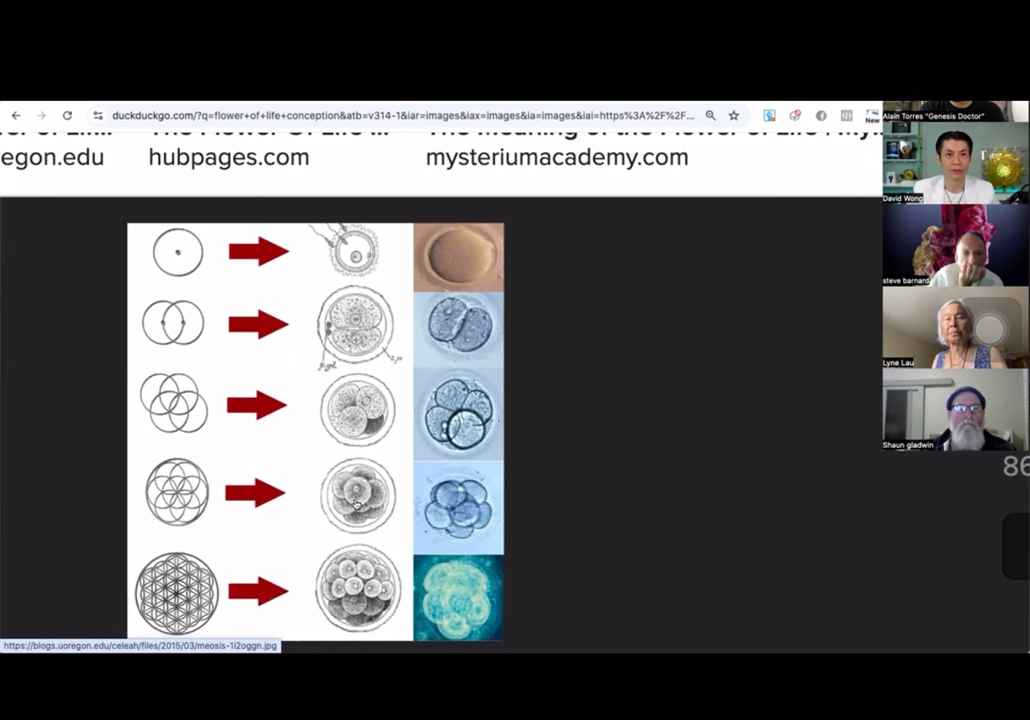 duckduckgo.com/?q=flower+of+life+conception&atb=v314-1&iar=images&iax=images&ia=images&iai=https%3A%2F%2F...
New
egon.edu
hubpages.com
mysteriumacademy.com
Alain Torres "Genesis Doctor"
David Wong
steve barnard
Lyne Lau
Shaun gladwin
86
https://blogs.uoregon.edu/celeah/files/2015/03/meosis-1i2oggn.jpg